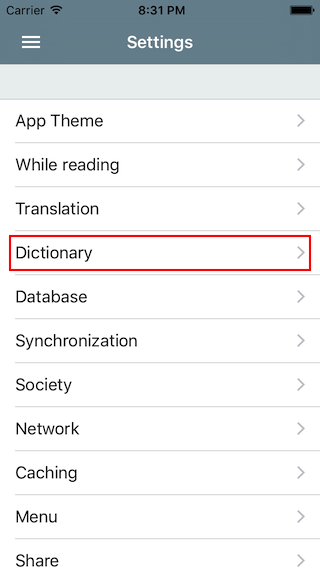 Carrier 8:31 PM
Settings
App Theme
While reading
Translation
Dictionary
Database
Synchronization
Society
Network
Caching
Menu
Share